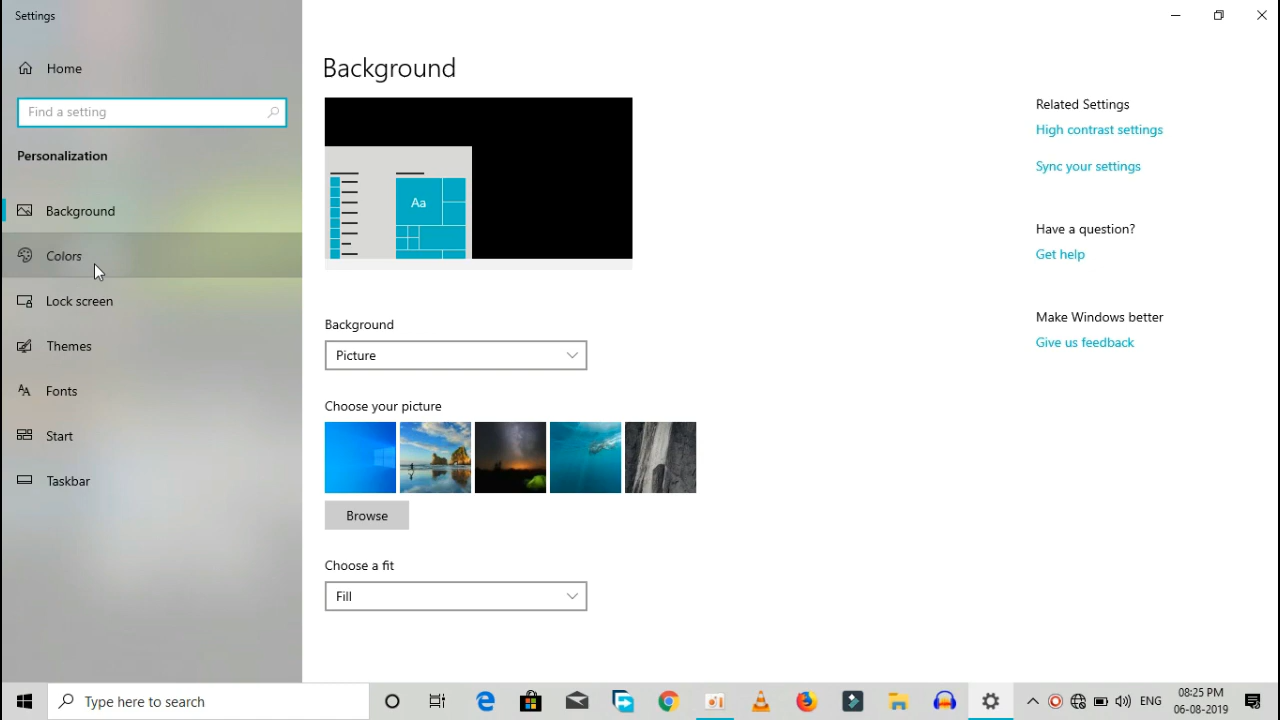 Settings
Home
Find a setting
Personalization
Background
Colors
Lock screen
Themes
Fonts
Start
Taskbar
Background
Aa
Background
Picture
Choose your picture
Browse
Choose a fit
Fill
Related Settings
High contrast settings
Sync your settings
Have a question?
Get help
Make Windows better
Give us feedback
Type here to search
ENG
08:25 PM
06-08-2019